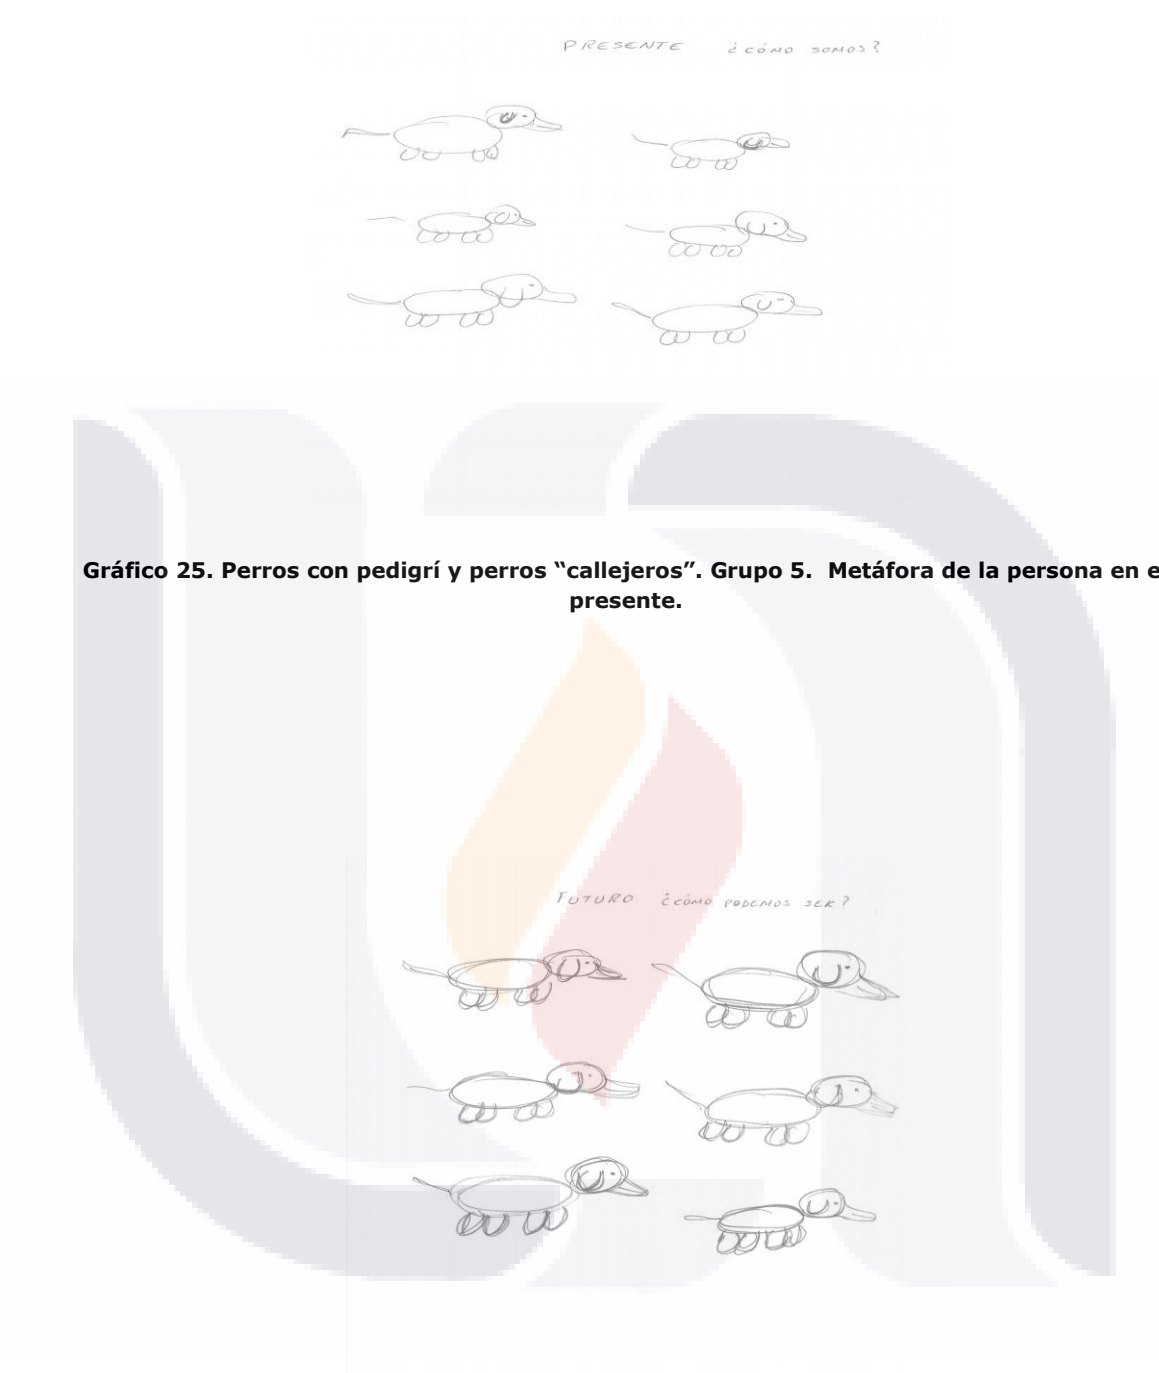 PRESENTE ¿CÓMO SOMOS?
Gráfico 25. Perros con pedigrí y perros “callejeros”. Grupo 5. Metáfora de la persona en e
presente.
FUTURO ¿CÓMO PODEMOS SER?